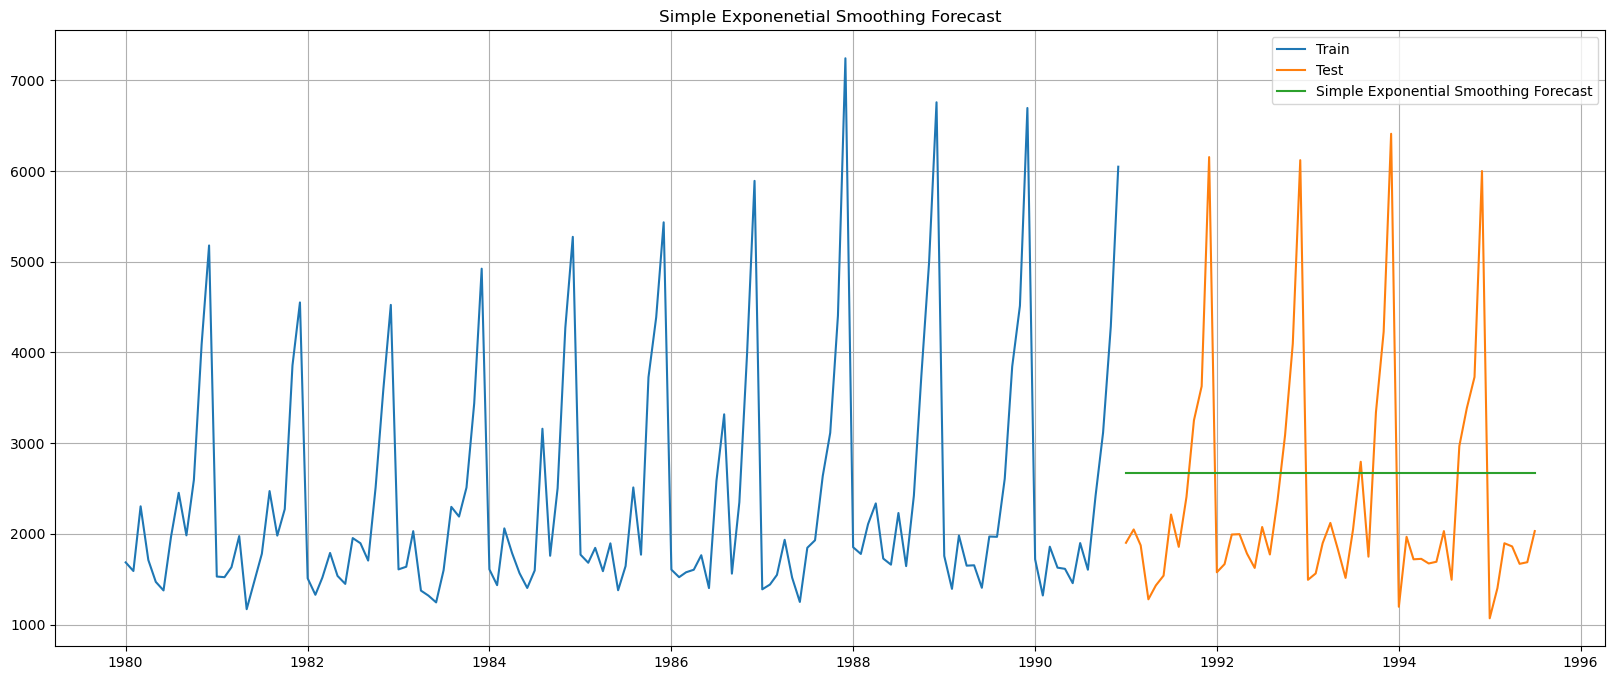 Simple Exponenetial Smoothing Forecast
Train
Test
Simple Exponential Smoothing Forecast
7000
6000
5000
4000
3000
2000
1000
1980 1982 1984 1986 1988 1990 1992 1994 1996